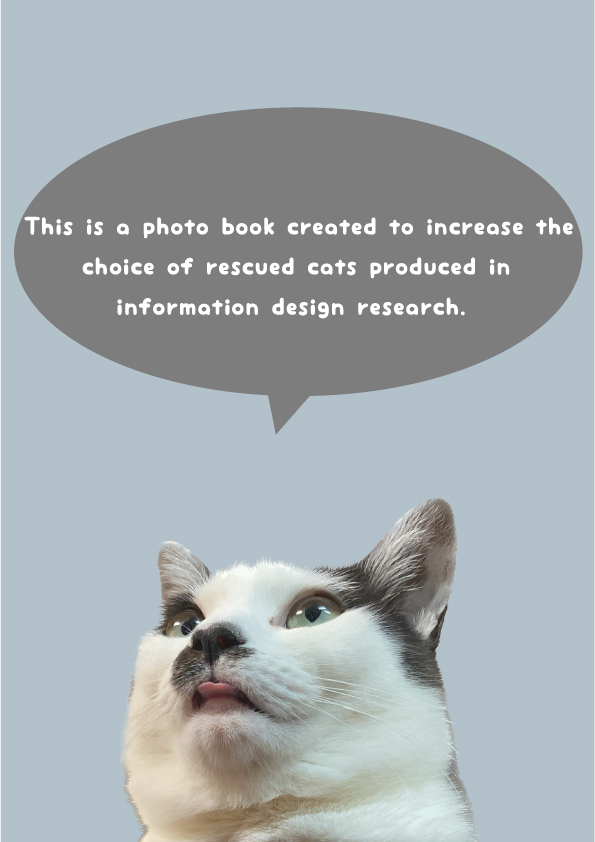 This is a photo book created to increase the
choice of rescued cats produced in
information design research.